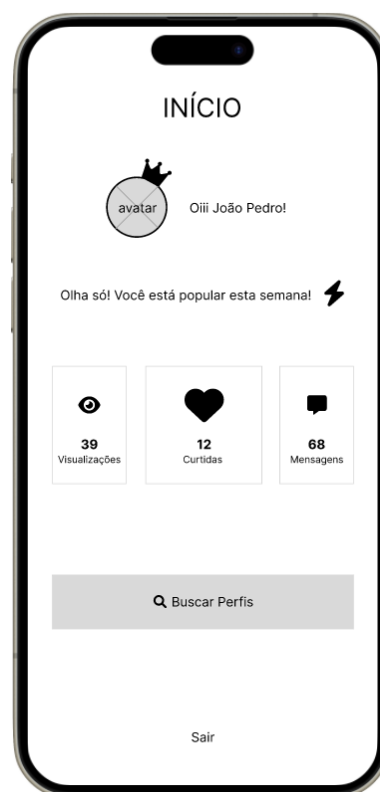 INÍCIO
avatar
Oiii João Pedro!
Olha só! Você está popular esta semana!
39
Visualizações
12
Curtidas
68
Mensagens
Buscar Perfis
Sair